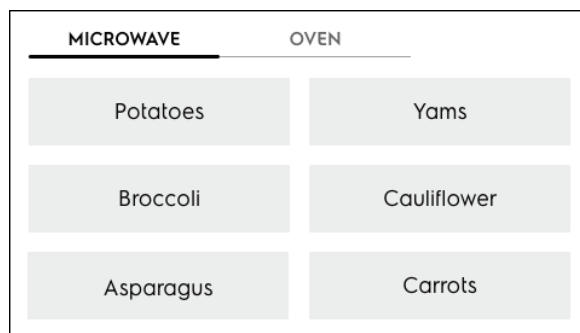 MICROWAVE OVEN
Potatoes Yams
Broccoli Cauliflower
Asparagus Carrots